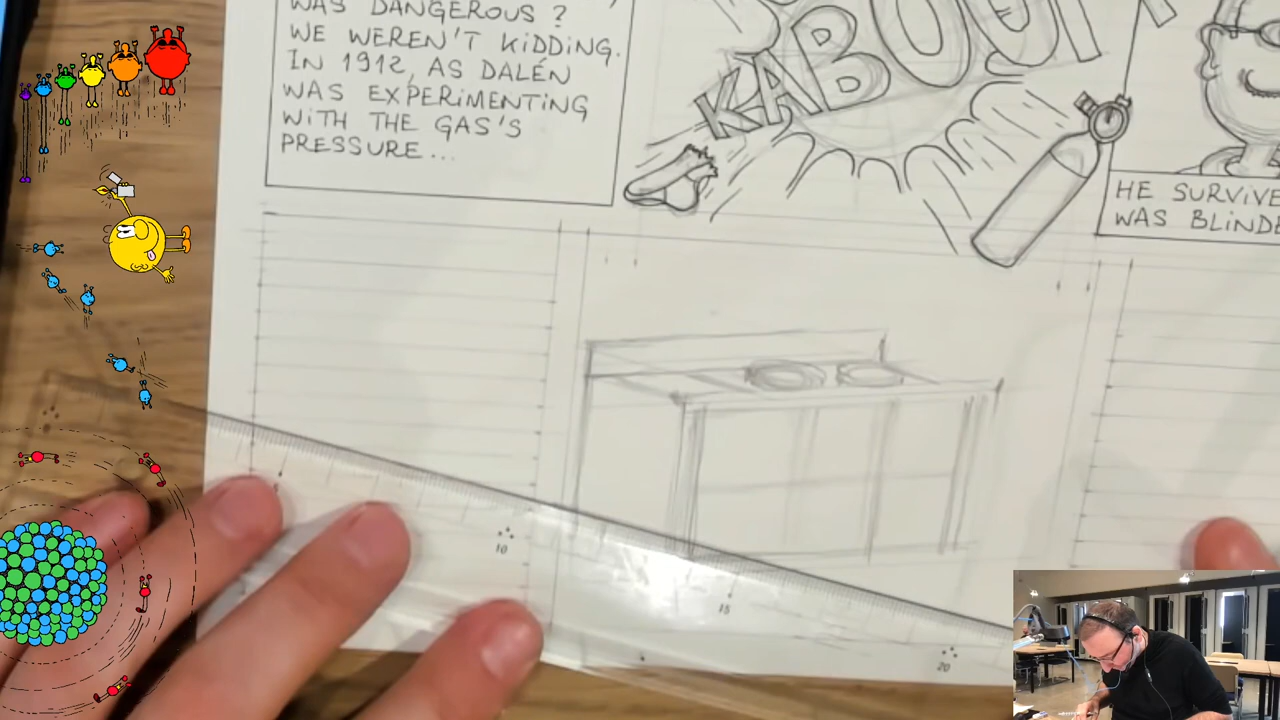 WAS DANGEROUS?
WE WEREN'T KIDDING.
IN 1912, AS DALÉN
WAS EXPERIMENTING
WITH THE GAS'S
PRESSURE...
KABOU
HE SURVIVE
WAS BLINDE
10
15
20